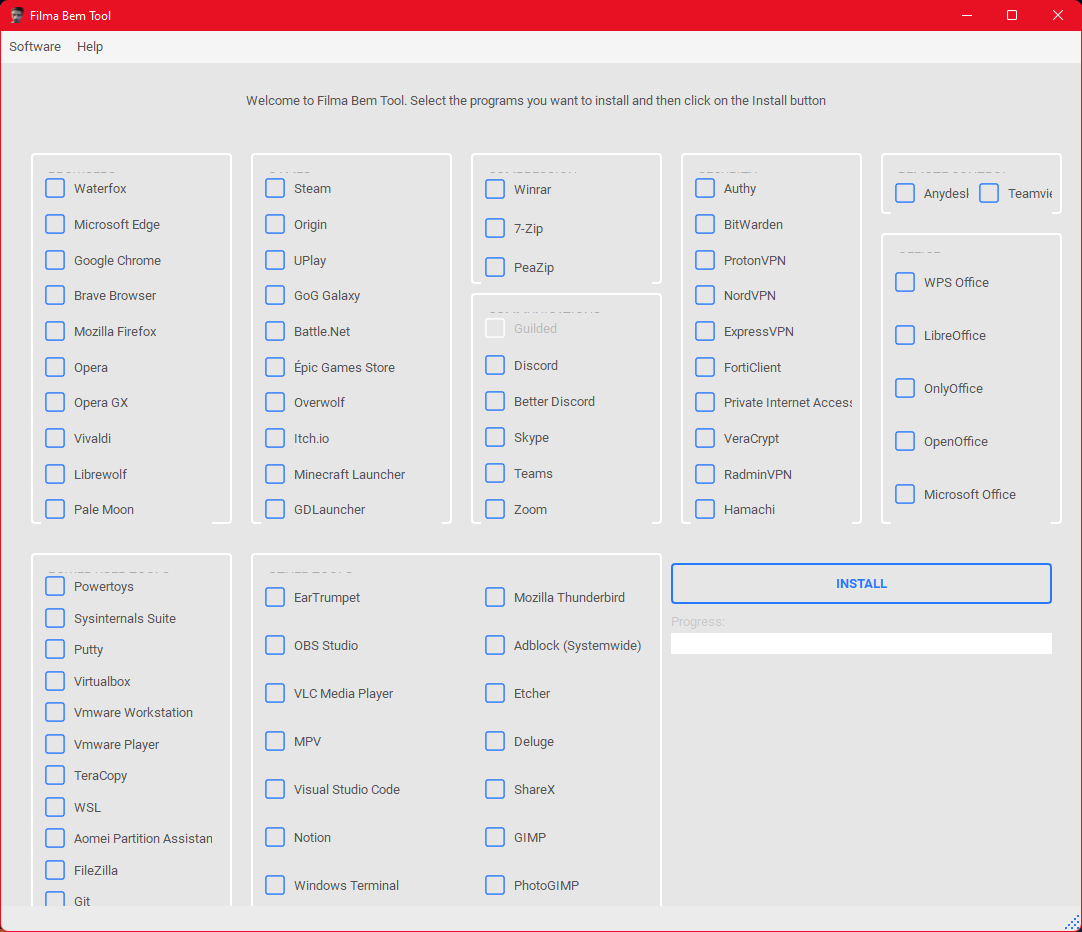 Filma Bem Tool
Software Help
Welcome to Filma Bem Tool. Select the programs you want to install and then click on the Install button
Waterfox
Microsoft Edge
Google Chrome
Brave Browser
Mozilla Firefox
Opera
Opera GX
Vivaldi
Librewolf
Pale Moon
Steam
Origin
UPlay
GoG Galaxy
Battle.Net
Épic Games Store
Overwolf
Itch.io
Minecraft Launcher
GDLauncher
Winrar
7-Zip
PeaZip
Guilded
Discord
Better Discord
Skype
Teams
Zoom
Authy
BitWarden
ProtonVPN
NordVPN
ExpressVPN
FortiClient
Private Internet Access
VeraCrypt
RadminVPN
Hamachi
Anydesk Teamvie
WPS Office
LibreOffice
OnlyOffice
OpenOffice
Microsoft Office
Powertoys
Sysinternals Suite
Putty
Virtualbox
Vmware Workstation
Vmware Player
TeraCopy
WSL
Aomei Partition Assistan
FileZilla
Git
EarTrumpet
OBS Studio
VLC Media Player
MPV
Visual Studio Code
Notion
Windows Terminal
Mozilla Thunderbird
Adblock (Systemwide)
Etcher
Deluge
ShareX
GIMP
PhotoGIMP
INSTALL
Progress: